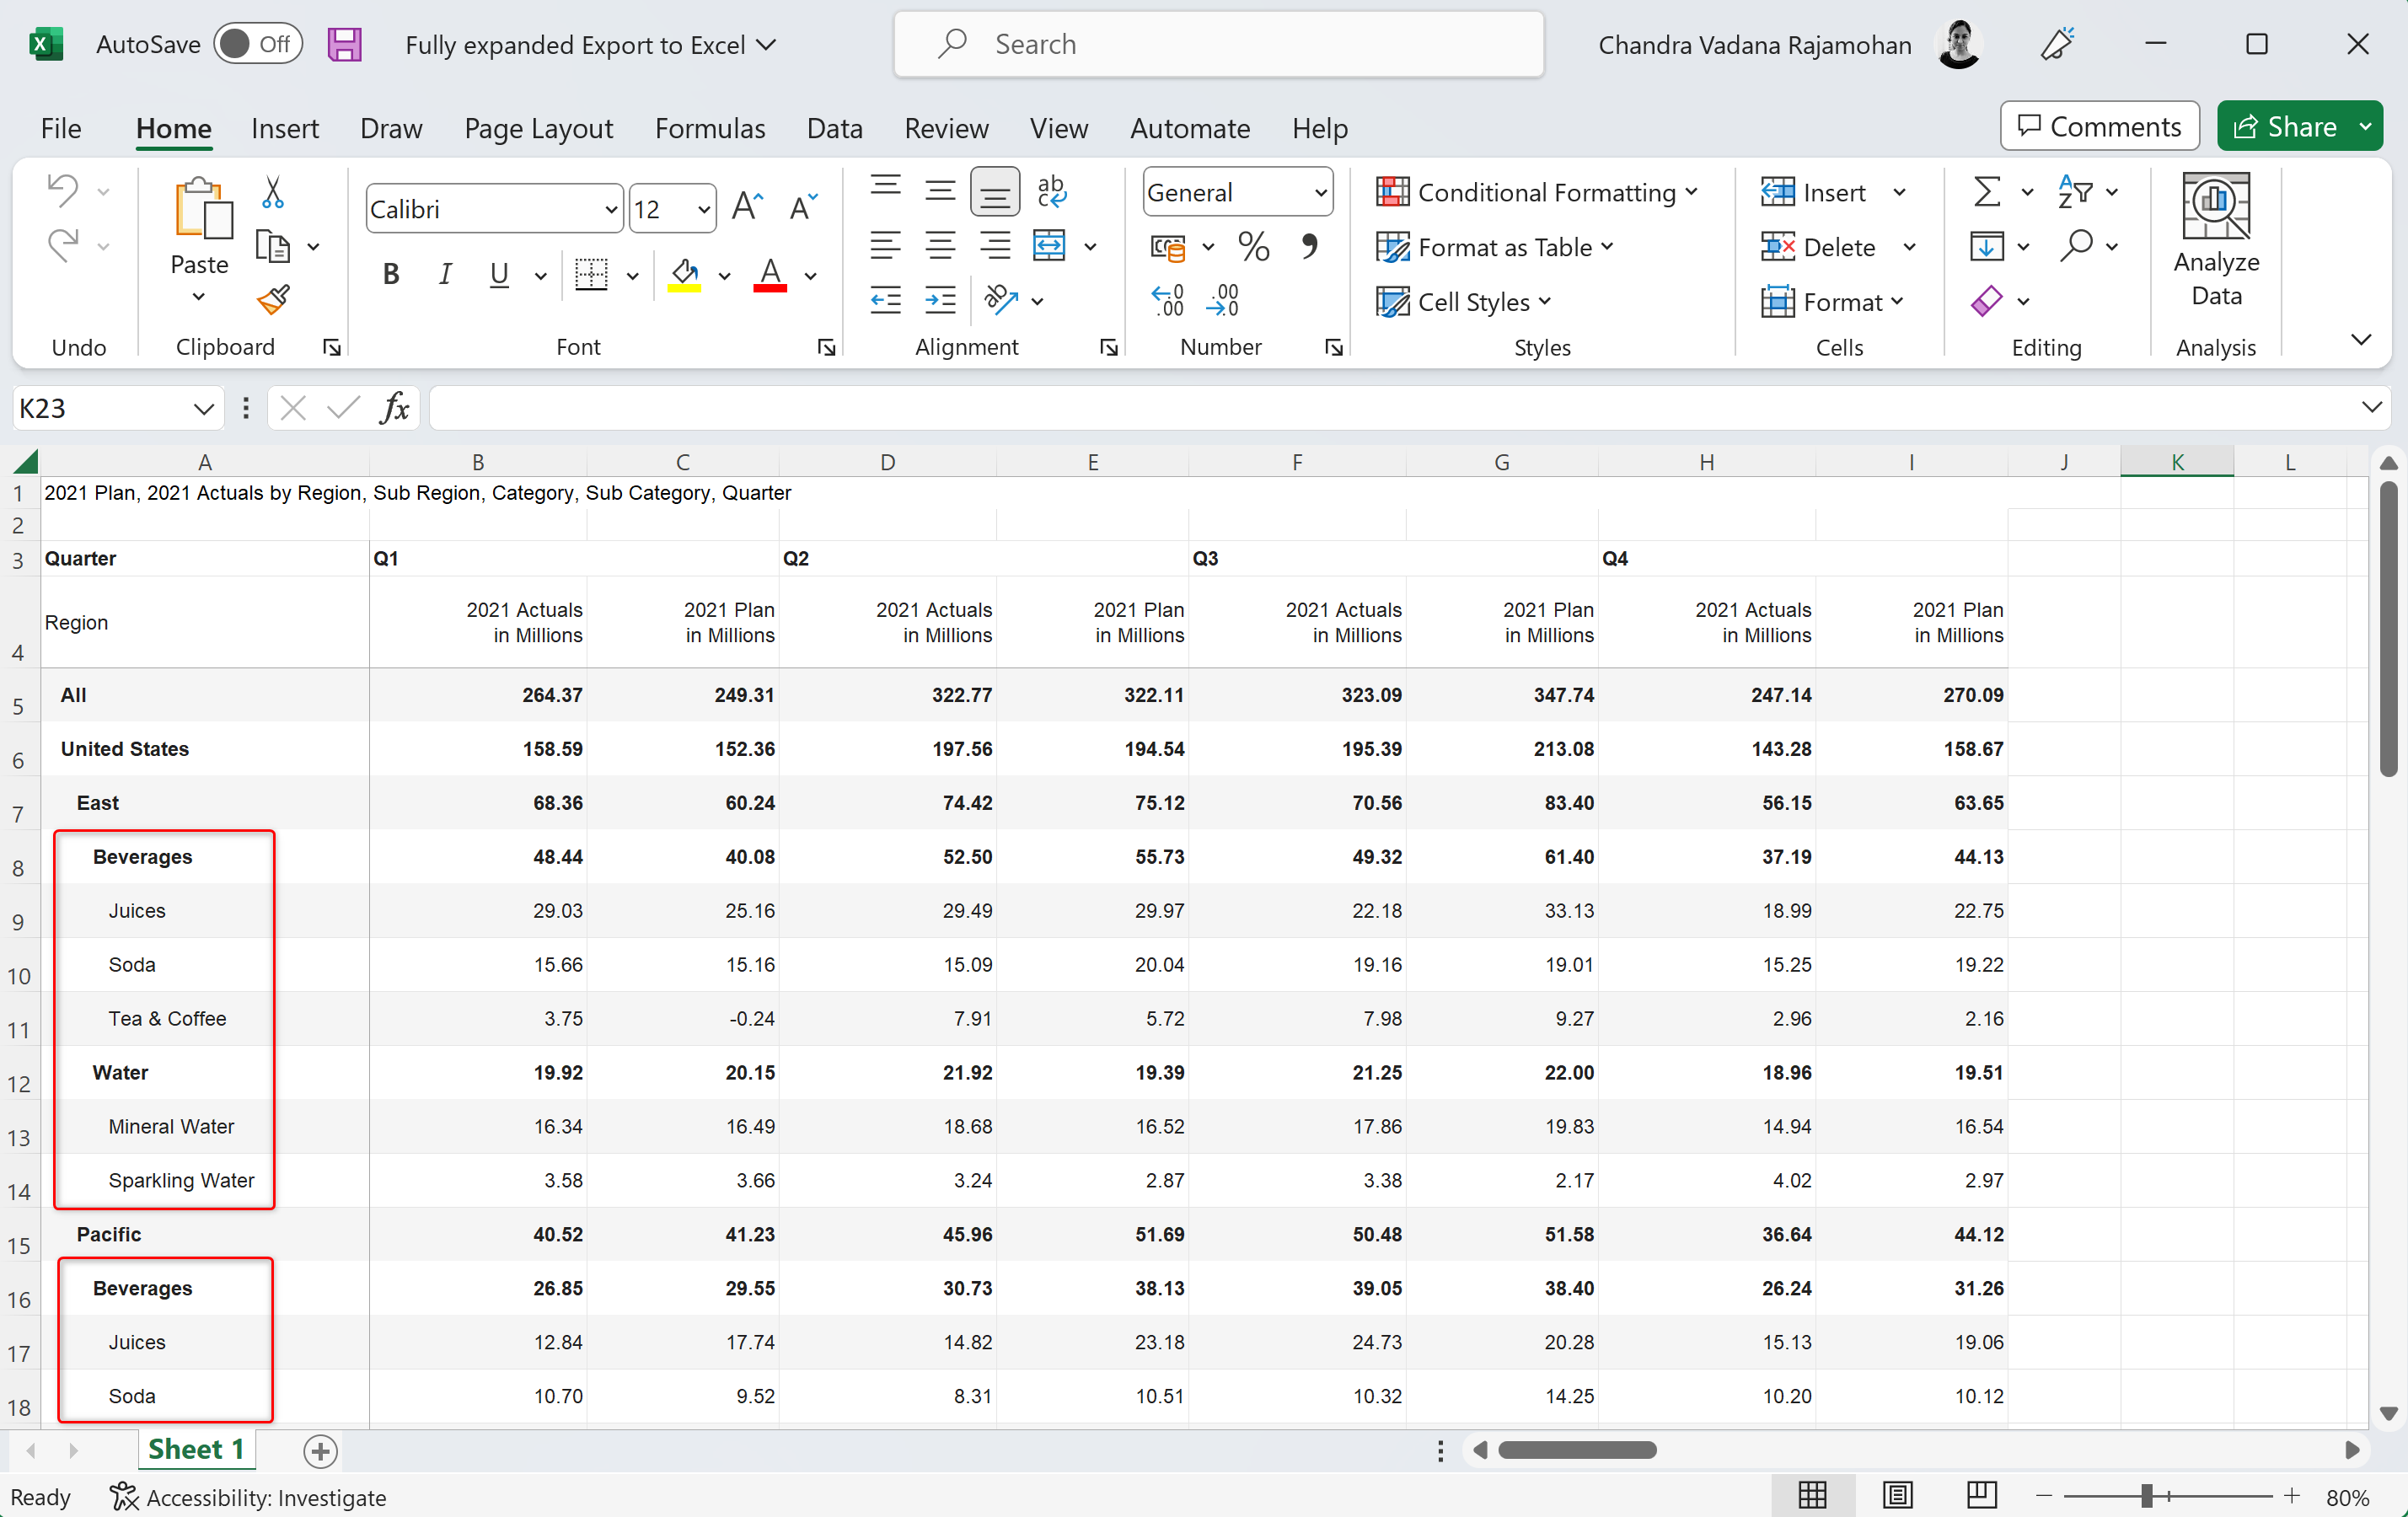 AutoSave Off Fully expanded Export to Excel Search Chandra Vadana Rajamohan
File Home Insert Draw Page Layout Formulas Data Review View Automate Help Comments Share
Calibri 12 ab General Conditional Formatting Insert
Paste B I U A % Format as Table Delete Analyze Data
Cell Styles Format
Undo Clipboard Font Alignment Number Styles Cells Editing Analysis
K23 fx
A B C D E F G H I J K L
1 2021 Plan, 2021 Actuals by Region, Sub Region, Category, Sub Category, Quarter
2
3 Quarter Q1 Q2 Q3 Q4
4 Region 2021 Actuals in Millions 2021 Plan in Millions 2021 Actuals in Millions 2021 Plan in Millions 2021 Actuals in Millions 2021 Plan in Millions 2021 Actuals in Millions 2021 Plan in Millions
5 All 264.37 249.31 322.77 322.11 323.09 347.74 247.14 270.09
6 United States 158.59 152.36 197.56 194.54 195.39 213.08 143.28 158.67
7 East 68.36 60.24 74.42 75.12 70.56 83.40 56.15 63.65
8 Beverages 48.44 40.08 52.50 55.73 49.32 61.40 37.19 44.13
9 Juices 29.03 25.16 29.49 29.97 22.18 33.13 18.99 22.75
10 Soda 15.66 15.16 15.09 20.04 19.16 19.01 15.25 19.22
11 Tea & Coffee 3.75 -0.24 7.91 5.72 7.98 9.27 2.96 2.16
12 Water 19.92 20.15 21.92 19.39 21.25 22.00 18.96 19.51
13 Mineral Water 16.34 16.49 18.68 16.52 17.86 19.83 14.94 16.54
14 Sparkling Water 3.58 3.66 3.24 2.87 3.38 2.17 4.02 2.97
15 Pacific 40.52 41.23 45.96 51.69 50.48 51.58 36.64 44.12
16 Beverages 26.85 29.55 30.73 38.13 39.05 38.40 26.24 31.26
17 Juices 12.84 17.74 14.82 23.18 24.73 20.28 15.13 19.06
18 Soda 10.70 9.52 8.31 10.51 10.32 14.25 10.20 10.12
Sheet 1
Ready Accessibility: Investigate 80%